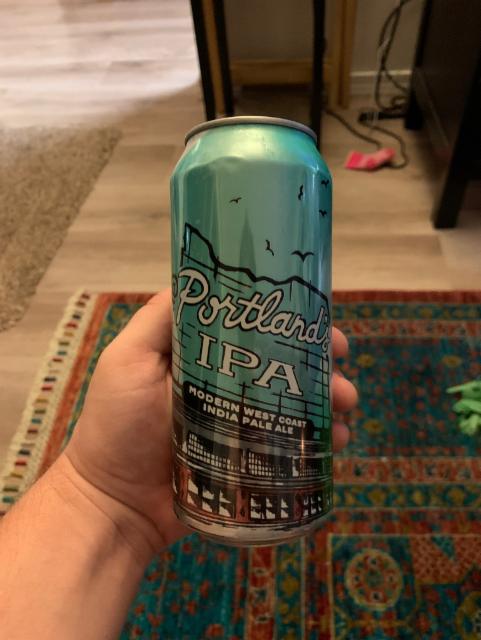 Portland's
IPA
MODERN WEST COAST
INDIA PALE ALE